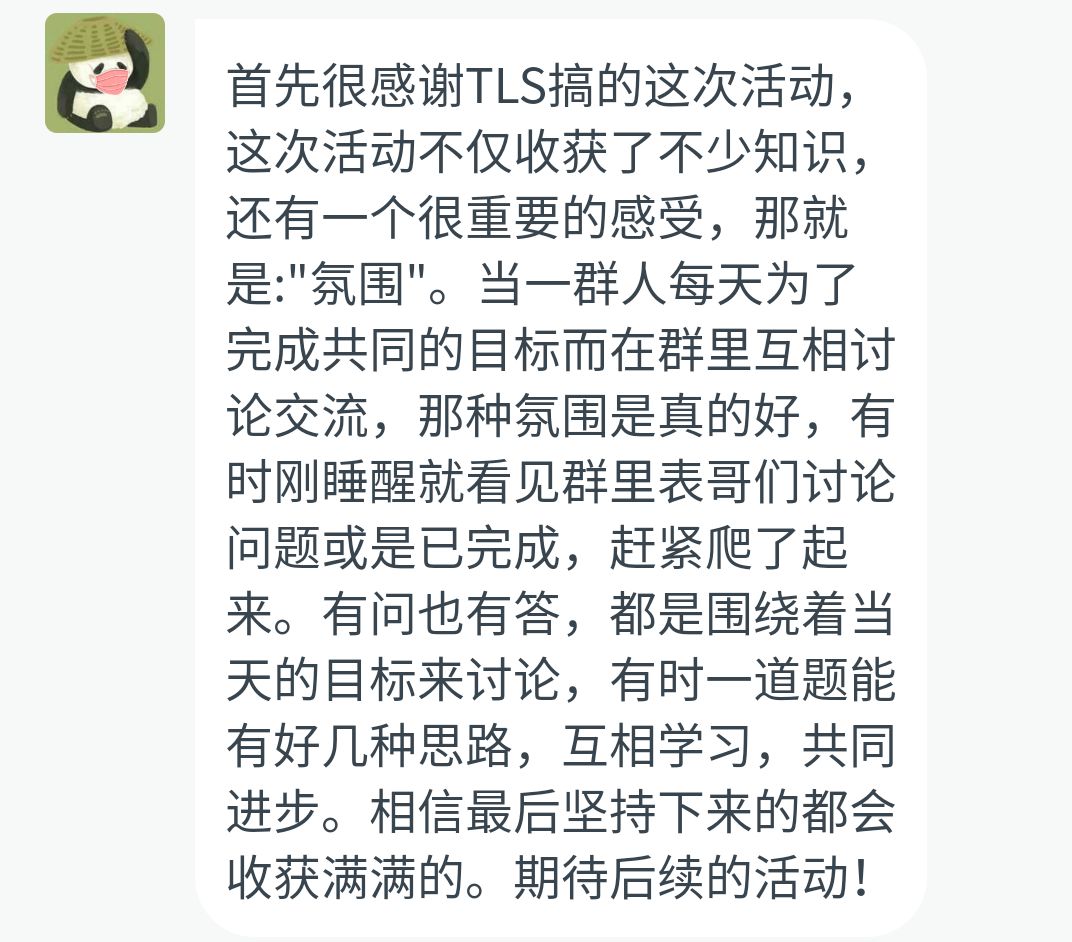 首先很感谢TLS搞的这次活动，
这次活动不仅收获了不少知识，
还有一个很重要的感受，那就
是:"氛围"。当一群人每天为了
完成共同的目标而在群里互相讨
论交流，那种氛围是真的好，有
时刚睡醒就看见群里表哥们讨论
问题或是已完成，赶紧爬了起
来。有问也有答，都是围绕着当
天的目标来讨论，有时一道题能
有好几种思路，互相学习，共同
进步。相信最后坚持下来的都会
收获满满的。期待后续的活动！